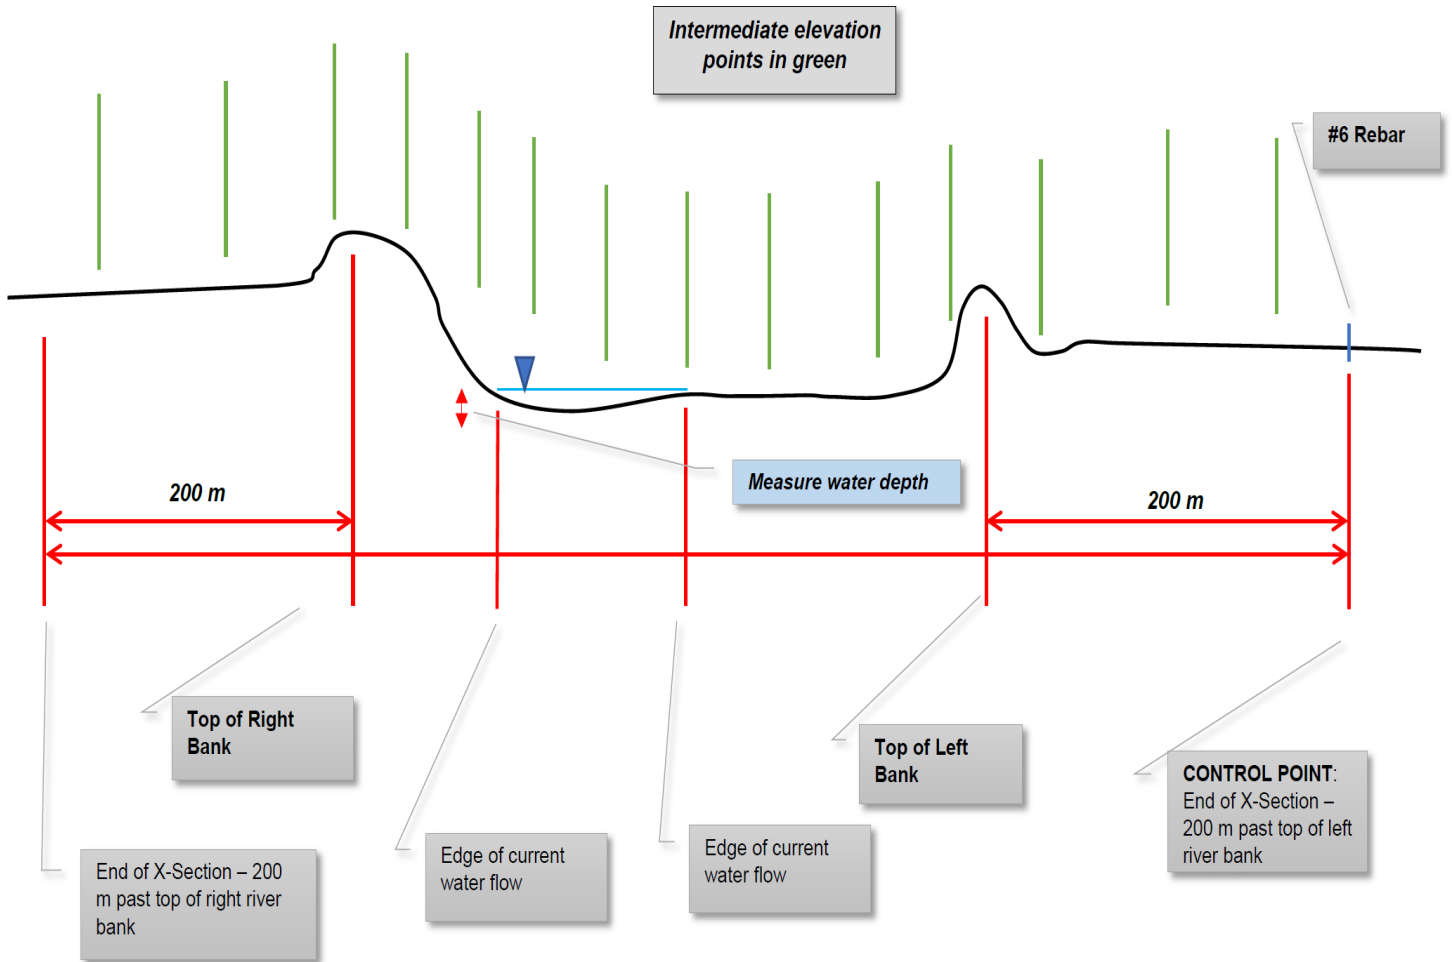 Intermediate elevation
points in green
#6 Rebar
Measure water depth
200 m
200 m
Top of Right
Bank
Top of Left
Bank
CONTROL POINT:
End of X-Section –
200 m past top of left
river bank
Edge of current
water flow
Edge of current
water flow
End of X-Section – 200
m past top of right river
bank